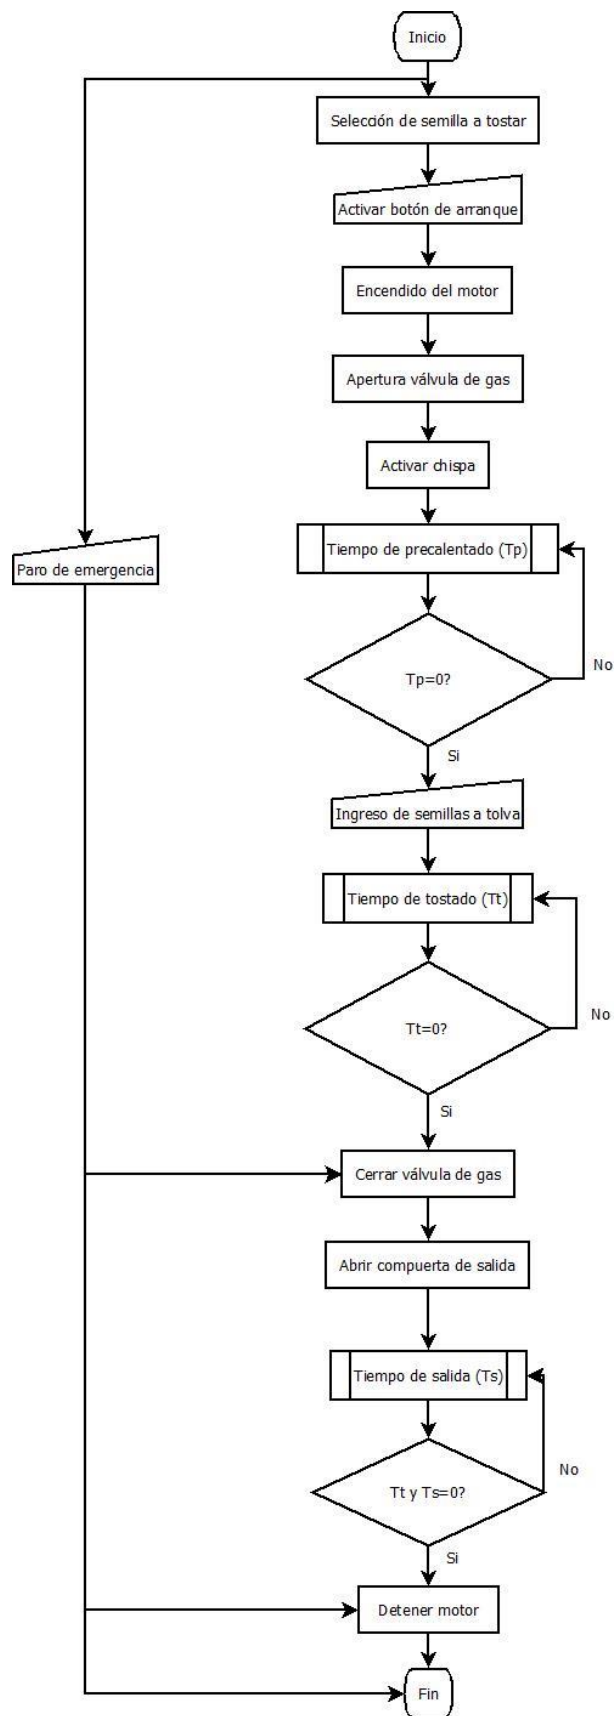 Inicio
Selección de semilla a tostar
Activar botón de arranque
Encendido del motor
Apertura válvula de gas
Activar chispa
Tiempo de precalentado (Tp)
Paro de emergencia
No
Tp=0?
Si
Ingreso de semillas a tolva
Tiempo de tostado (Tt)
No
Tt=0?
Si
Cerrar válvula de gas
Abrir compuerta de salida
Tiempo de salida (Ts)
No
Tt y Ts=0?
Si
Detener motor
Fin